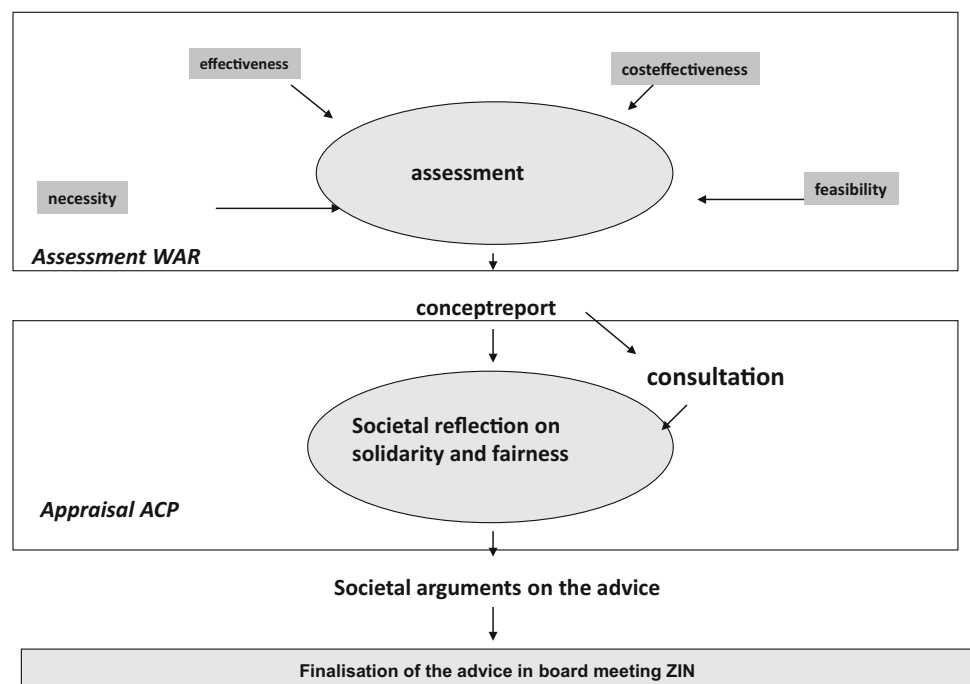 effectiveness
costeffectiveness
assessment
necessity
feasibility
Assessment WAR
conceptreport
consultation
Societal reflection on
solidarity and fairness
Appraisal ACP
Societal arguments on the advice
Finalisation of the advice in board meeting ZIN